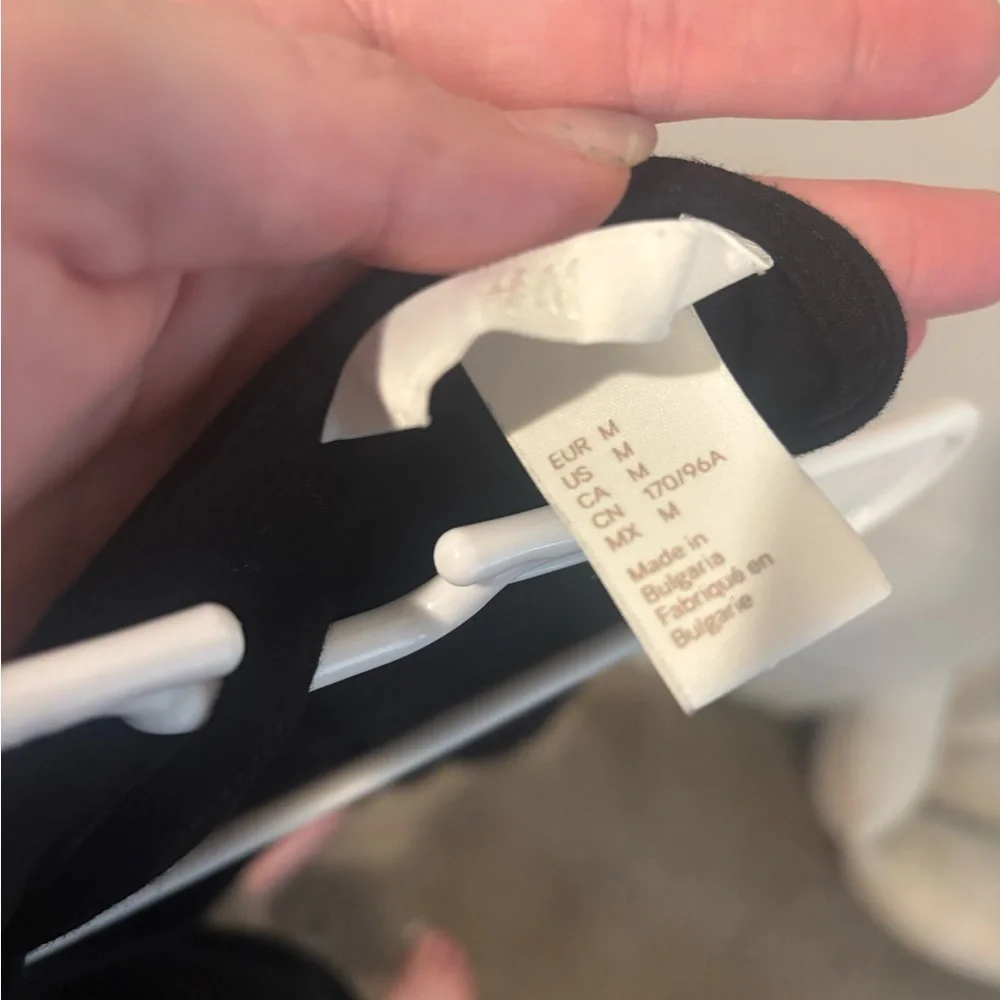 EUR M
US M
CA M
CN 170/96A
MX M
Made in
Bulgaria
Fabriqué en
Bulgarie